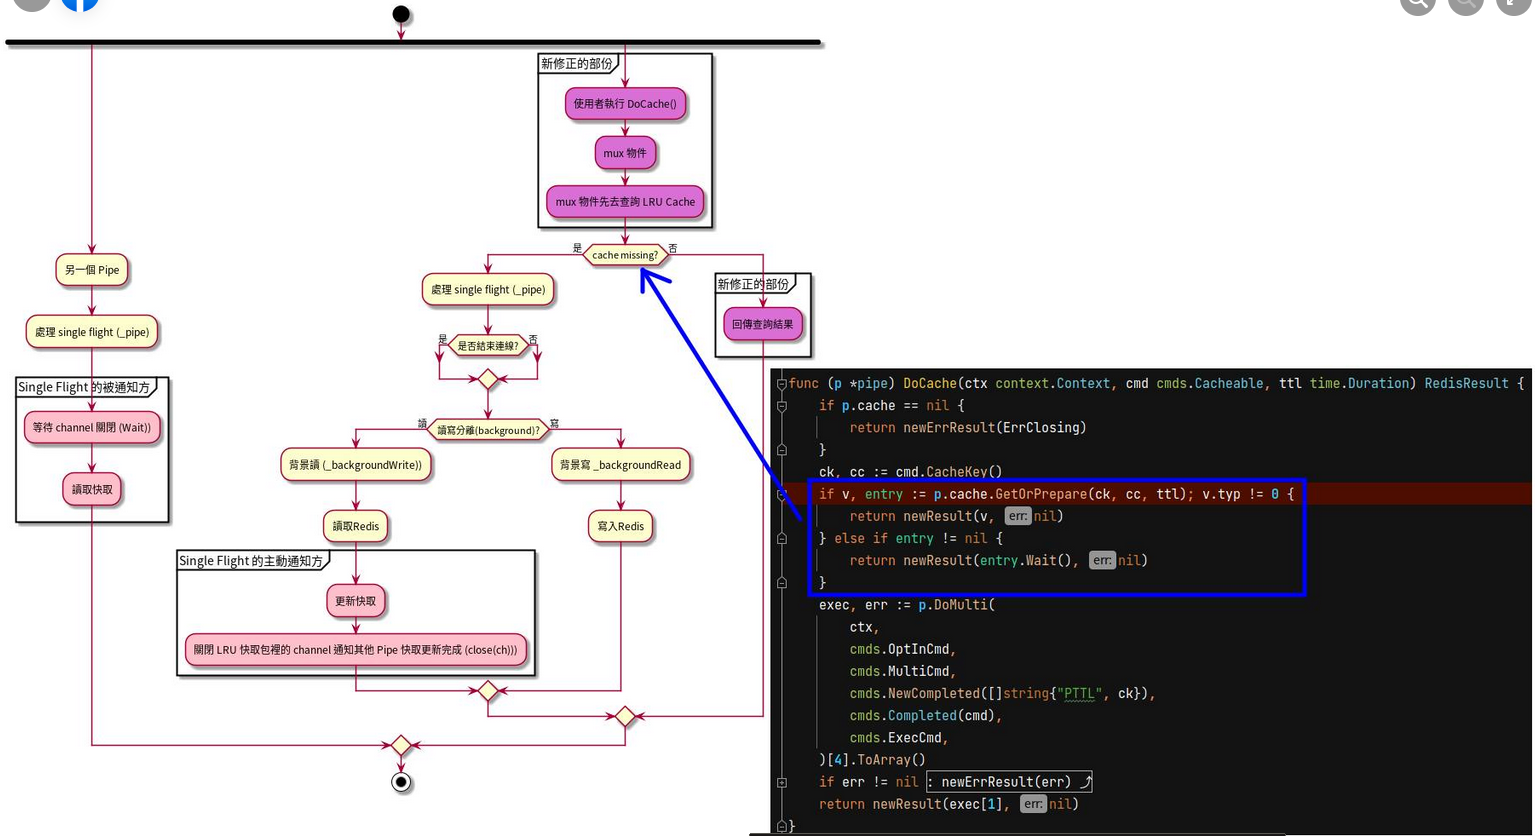 新修正的部份
使用者執行 DoCache()
mux 物件
mux 物件先去查詢 LRU Cache
是
cache missing?
否
另一個 Pipe
處理 single flight (_pipe)
Single Flight 的被通知方
等待 channel 關閉 (Wait))
讀取快取
處理 single flight (_pipe)
是
是否結束連線?
否
讀
讀寫分離(background)?
寫
背景讀 (_backgroundWrite))
背景寫 _backgroundRead
讀取Redis
寫入Redis
Single Flight 的主動通知方
更新快取
關閉 LRU 快取包裡的 channel 通知其他 Pipe 快取更新完成 (close(ch)))
新修正的部份
回傳查詢結果
func (p *pipe) DoCache(ctx context.Context, cmd cmds.Cacheable, ttl time.Duration) RedisResult {
if p.cache == nil {
return newErrResult(ErrClosing)
}
ck, cc := cmd.CacheKey()
if v, entry := p.cache.GetOrPrepare(ck, cc, ttl); v.typ != 0 {
return newResult(v, err: nil)
} else if entry != nil {
return newResult(entry.Wait(), err: nil)
}
exec, err := p.DoMulti(
ctx,
cmds.OptInCmd,
cmds.MultiCmd,
cmds.NewCompleted([]string{"PTTL", ck}),
cmds.Completed(cmd),
cmds.ExecCmd,
)[4].ToArray()
if err != nil : newErrResult(err) ⤴
return newResult(exec[1], err: nil)
}